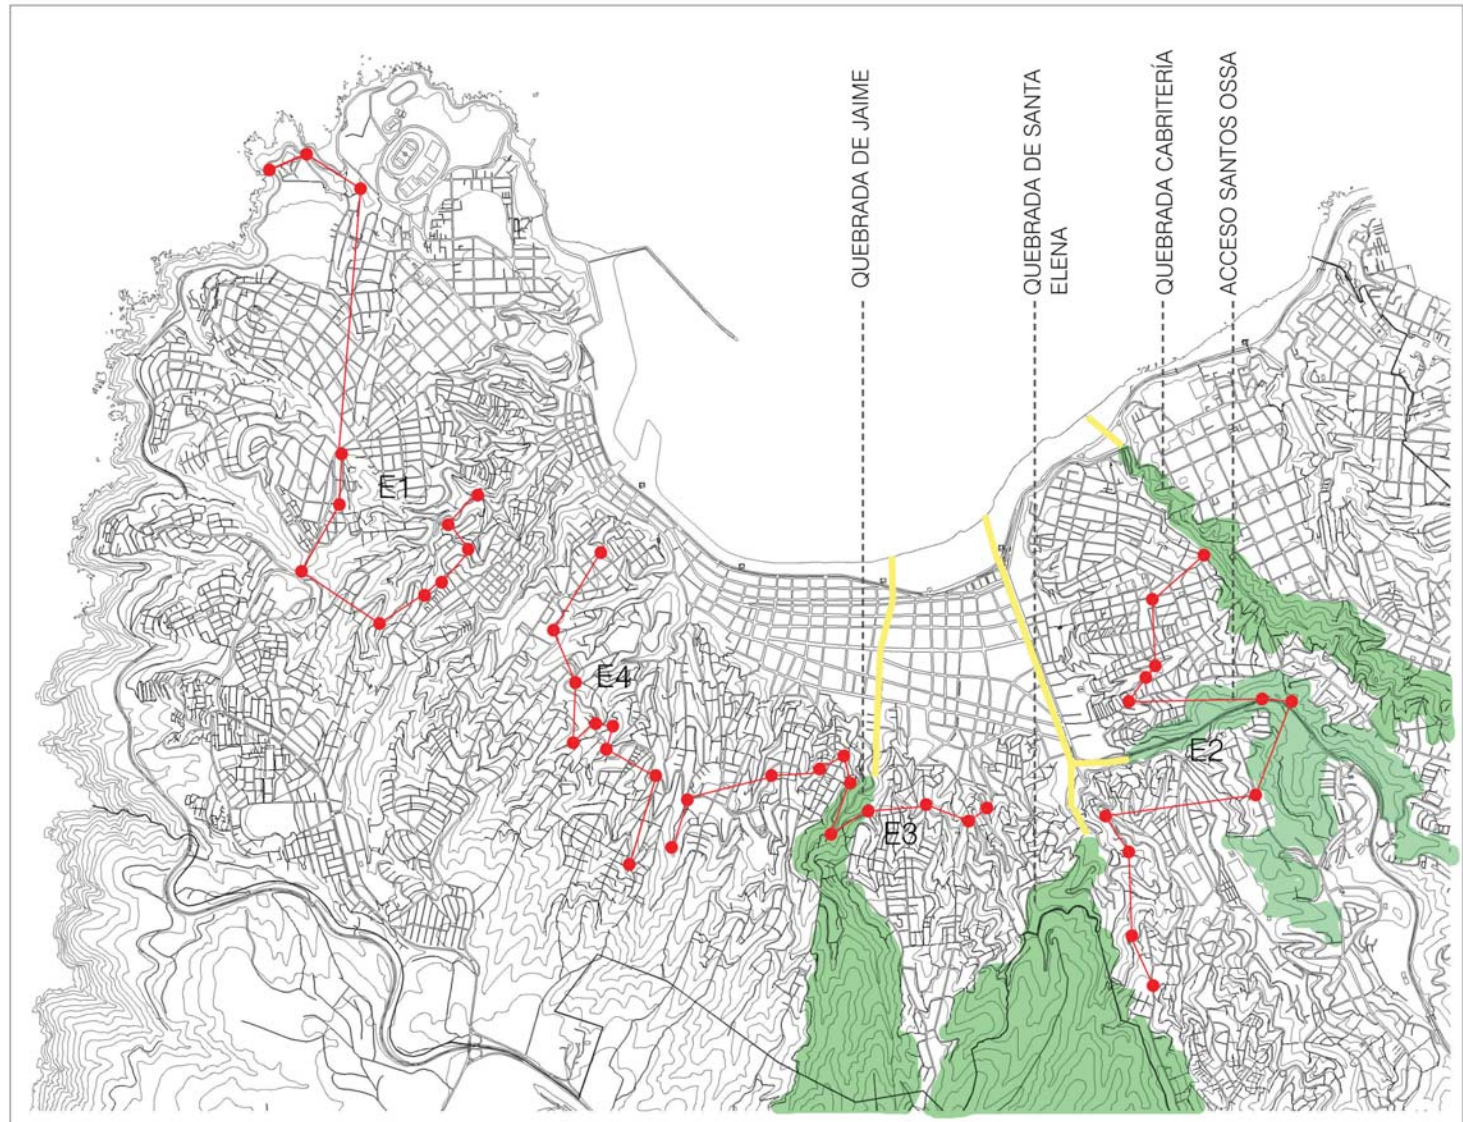 QUEBRADA DE JAIME
QUEBRADA DE SANTA
ELENA
QUEBRADA CABRITERÍA
ACCESO SANTOS OSSA
E1
E4
E2
E3